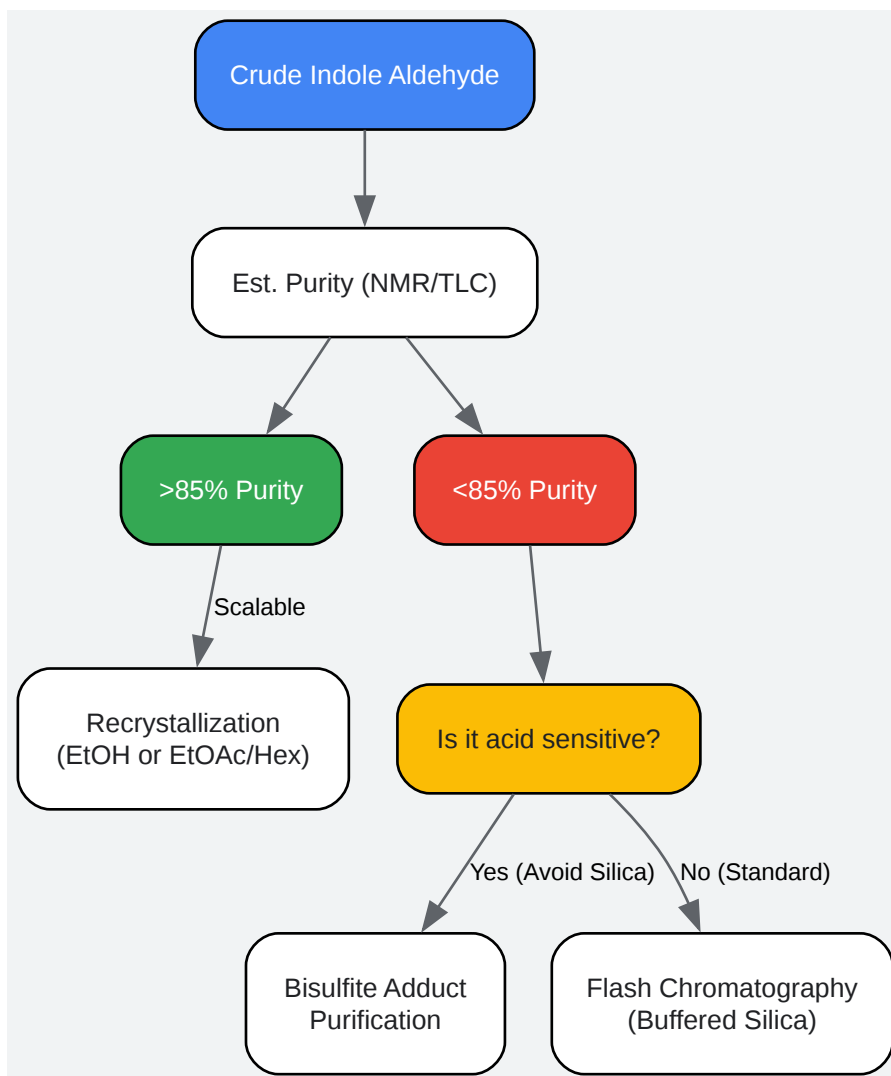 Crude Indole Aldehyde
Est. Purity (NMR/TLC)
>85% Purity
<85% Purity
Scalable
Recrystallization
(EtOH or EtOAc/Hex)
Is it acid sensitive?
Yes (Avoid Silica)
No (Standard)
Bisulfite Adduct
Purification
Flash Chromatography
(Buffered Silica)